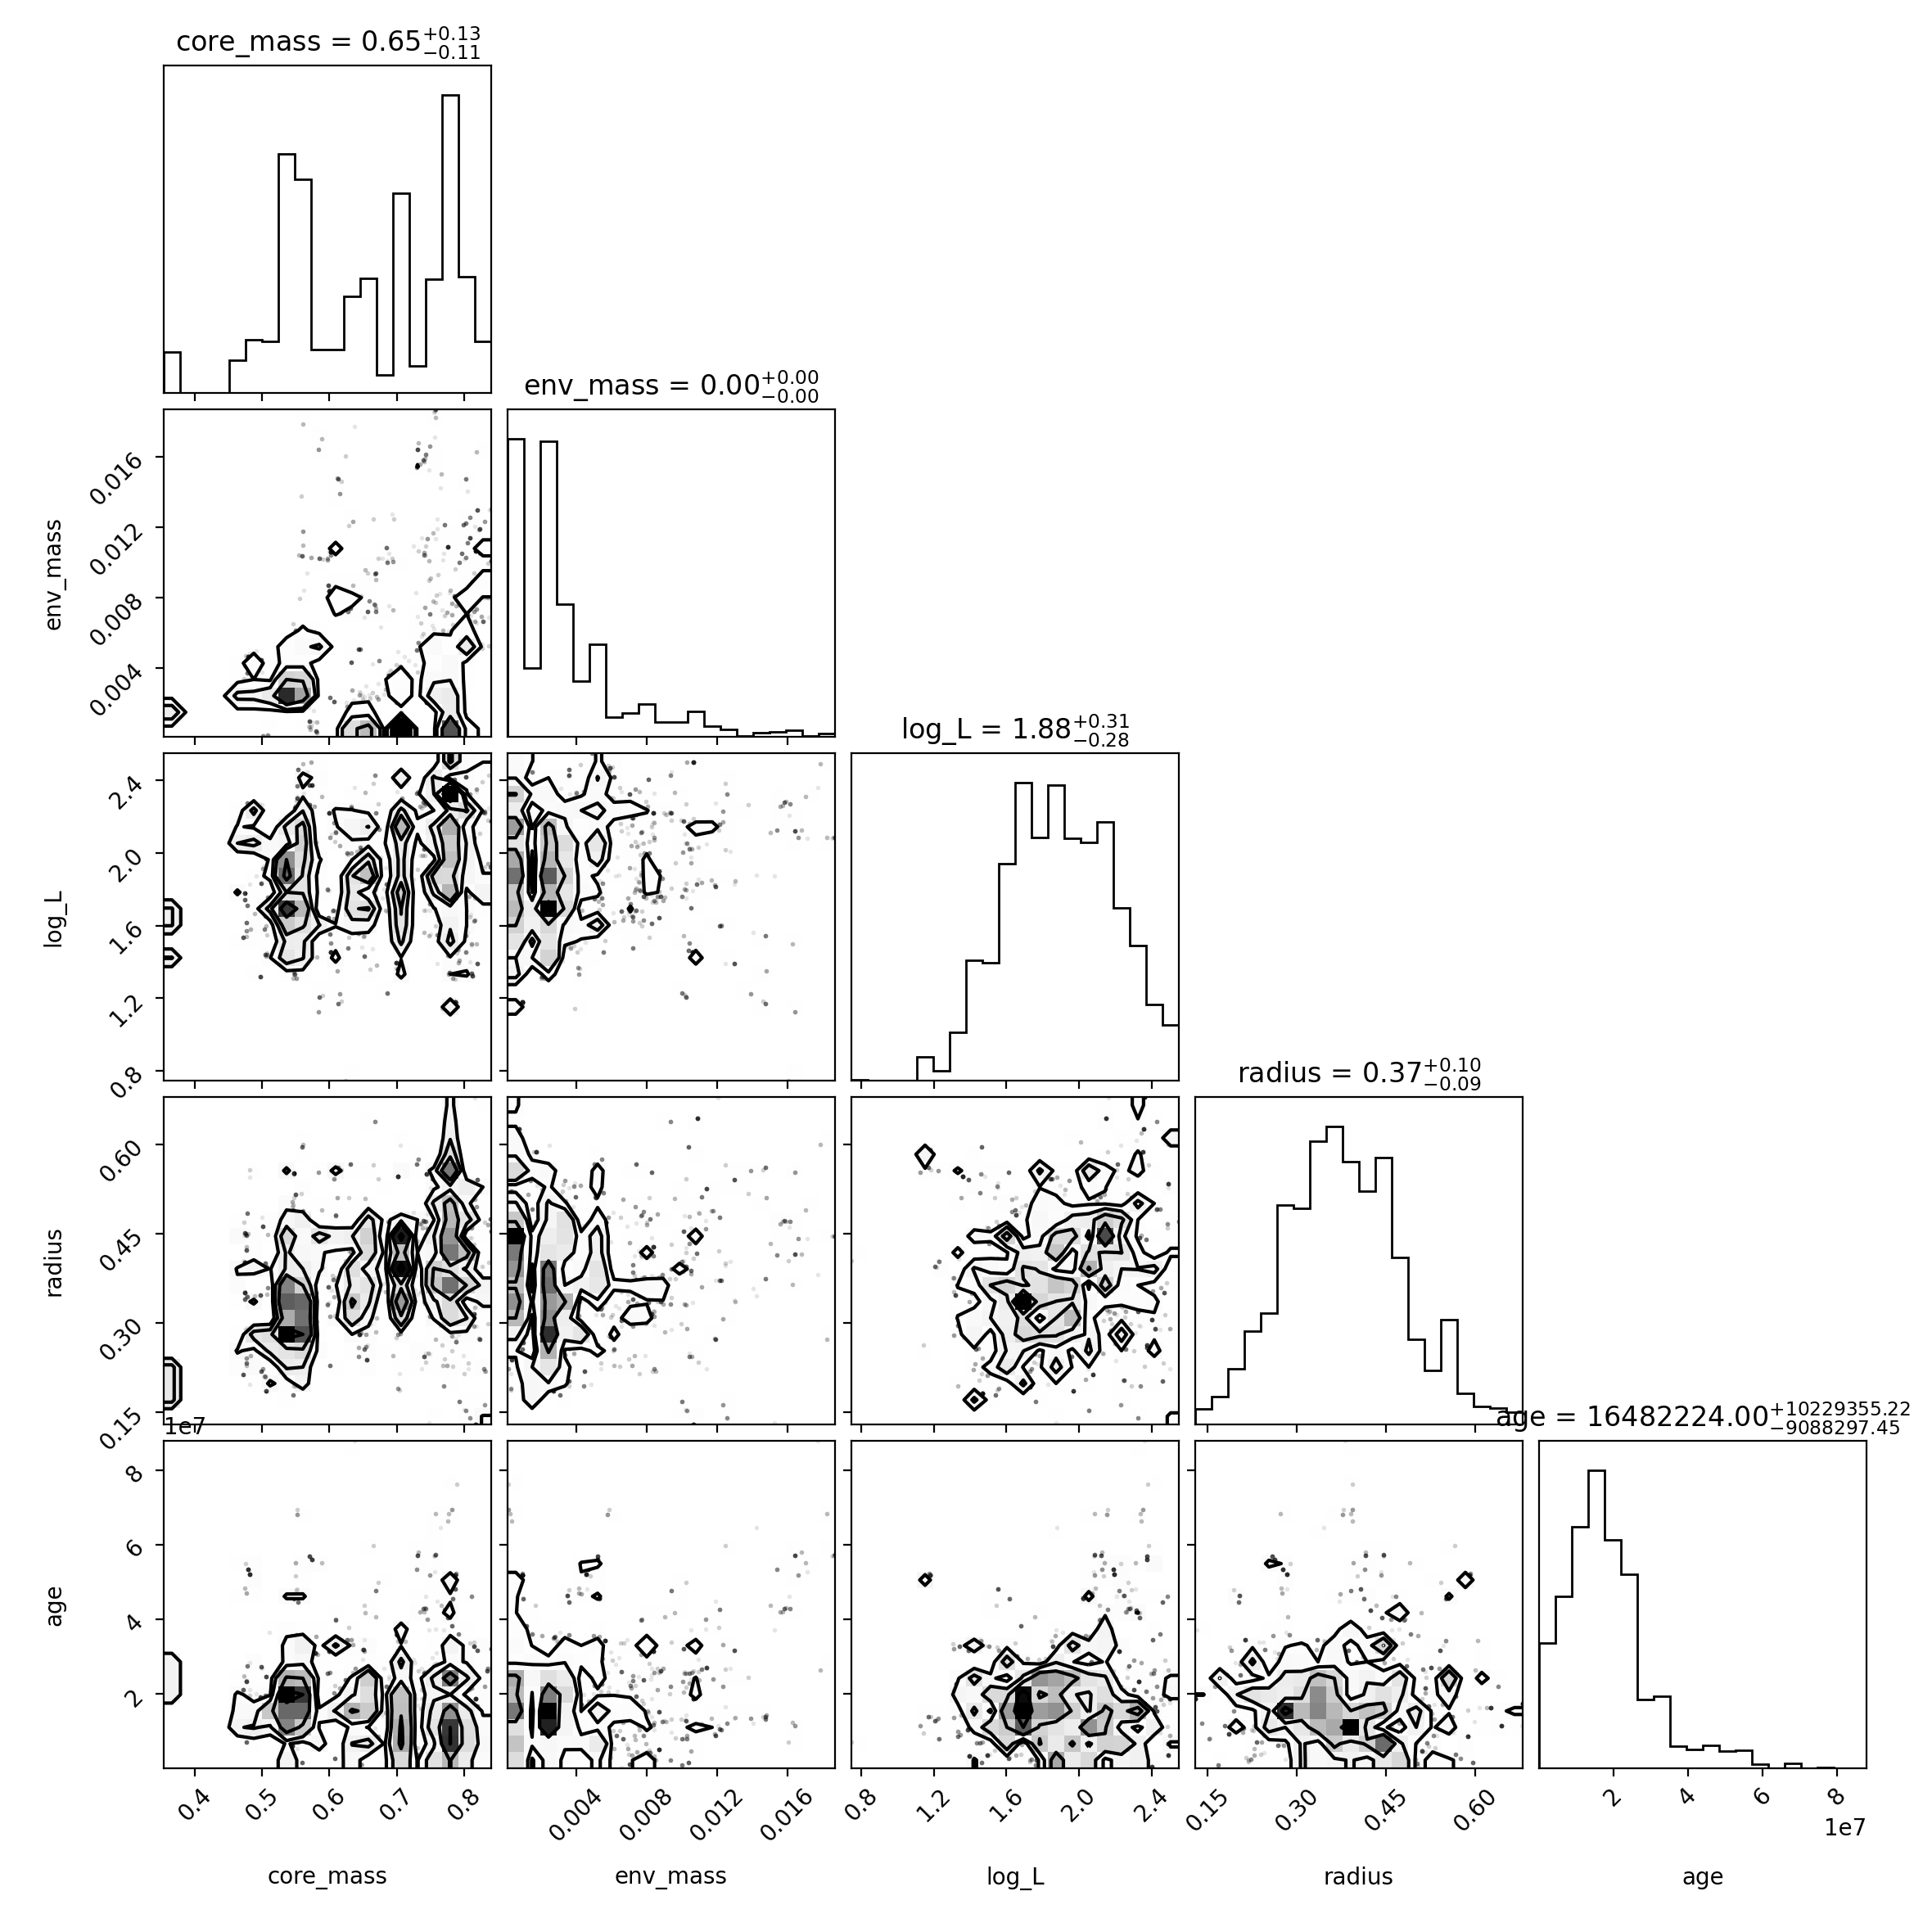 core_mass = 0.65+0.13−0.11
env_mass = 0.00+0.00−0.00
env_mass
0.016
0.012
0.008
0.004
log_L = 1.88+0.31−0.28
log_L
2.4
2.0
1.6
1.2
0.8
radius = 0.37+0.10−0.09
radius
0.60
0.45
0.30
0.15
1e7
age = 16482224.00+10229355.22−9088297.45
age
8
6
4
2
0.4 0.5 0.6 0.7 0.8
0.004 0.008 0.012 0.016
0.8 1.2 1.6 2.0 2.4
0.15 0.30 0.45 0.60
2 4 6 8
1e7
core_mass env_mass log_L radius age